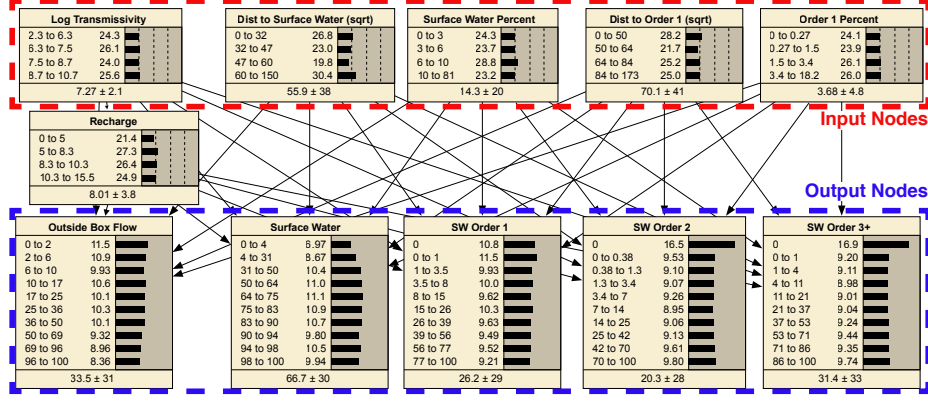 Log Transmissivity
2.3 to 6.3 24.3
6.3 to 7.5 26.1
7.5 to 8.7 24.0
8.7 to 10.7 25.6
7.27 ± 2.1
Dist to Surface Water (sqrt)
0 to 32 26.8
32 to 47 23.0
47 to 60 19.8
60 to 150 30.4
55.9 ± 38
Surface Water Percent
0 to 3 24.3
3 to 6 23.7
6 to 10 28.8
10 to 81 23.2
14.3 ± 20
Dist to Order 1 (sqrt)
0 to 50 28.2
50 to 64 21.7
64 to 84 25.2
84 to 173 25.0
70.1 ± 41
Order 1 Percent
0 to 0.27 24.1
0.27 to 1.5 23.9
1.5 to 3.4 26.1
3.4 to 18.2 26.0
3.68 ± 4.8
Input Nodes
Recharge
0 to 5 21.4
5 to 8.3 27.3
8.3 to 10.3 26.4
10.3 to 15.5 24.9
8.01 ± 3.8
Output Nodes
Outside Box Flow
0 to 2 11.5
2 to 6 10.9
6 to 10 9.93
10 to 17 10.6
17 to 25 10.1
25 to 36 10.3
36 to 50 10.1
50 to 69 9.32
69 to 96 8.96
96 to 100 8.36
33.5 ± 31
Surface Water
0 to 4 6.97
4 to 31 8.67
31 to 50 10.4
50 to 64 11.0
64 to 75 11.1
75 to 83 10.9
83 to 90 10.7
90 to 94 9.80
94 to 98 10.5
98 to 100 9.94
66.7 ± 30
SW Order 1
0 10.8
0 to 1 11.5
1 to 3.5 9.93
3.5 to 8 10.0
8 to 15 9.62
15 to 26 10.3
26 to 39 9.63
39 to 56 9.49
56 to 77 9.52
77 to 100 9.21
26.2 ± 29
SW Order 2
0 16.5
0 to 0.38 9.53
0.38 to 1.3 9.10
1.3 to 3.4 9.07
3.4 to 7 9.26
7 to 14 8.95
14 to 25 9.06
25 to 42 9.13
42 to 70 9.61
70 to 100 9.80
20.3 ± 28
SW Order 3+
0 16.9
0 to 1 9.20
1 to 4 9.11
4 to 11 8.98
11 to 21 9.01
21 to 37 9.04
37 to 53 9.24
53 to 71 9.44
71 to 86 9.35
86 to 100 9.74
31.4 ± 33